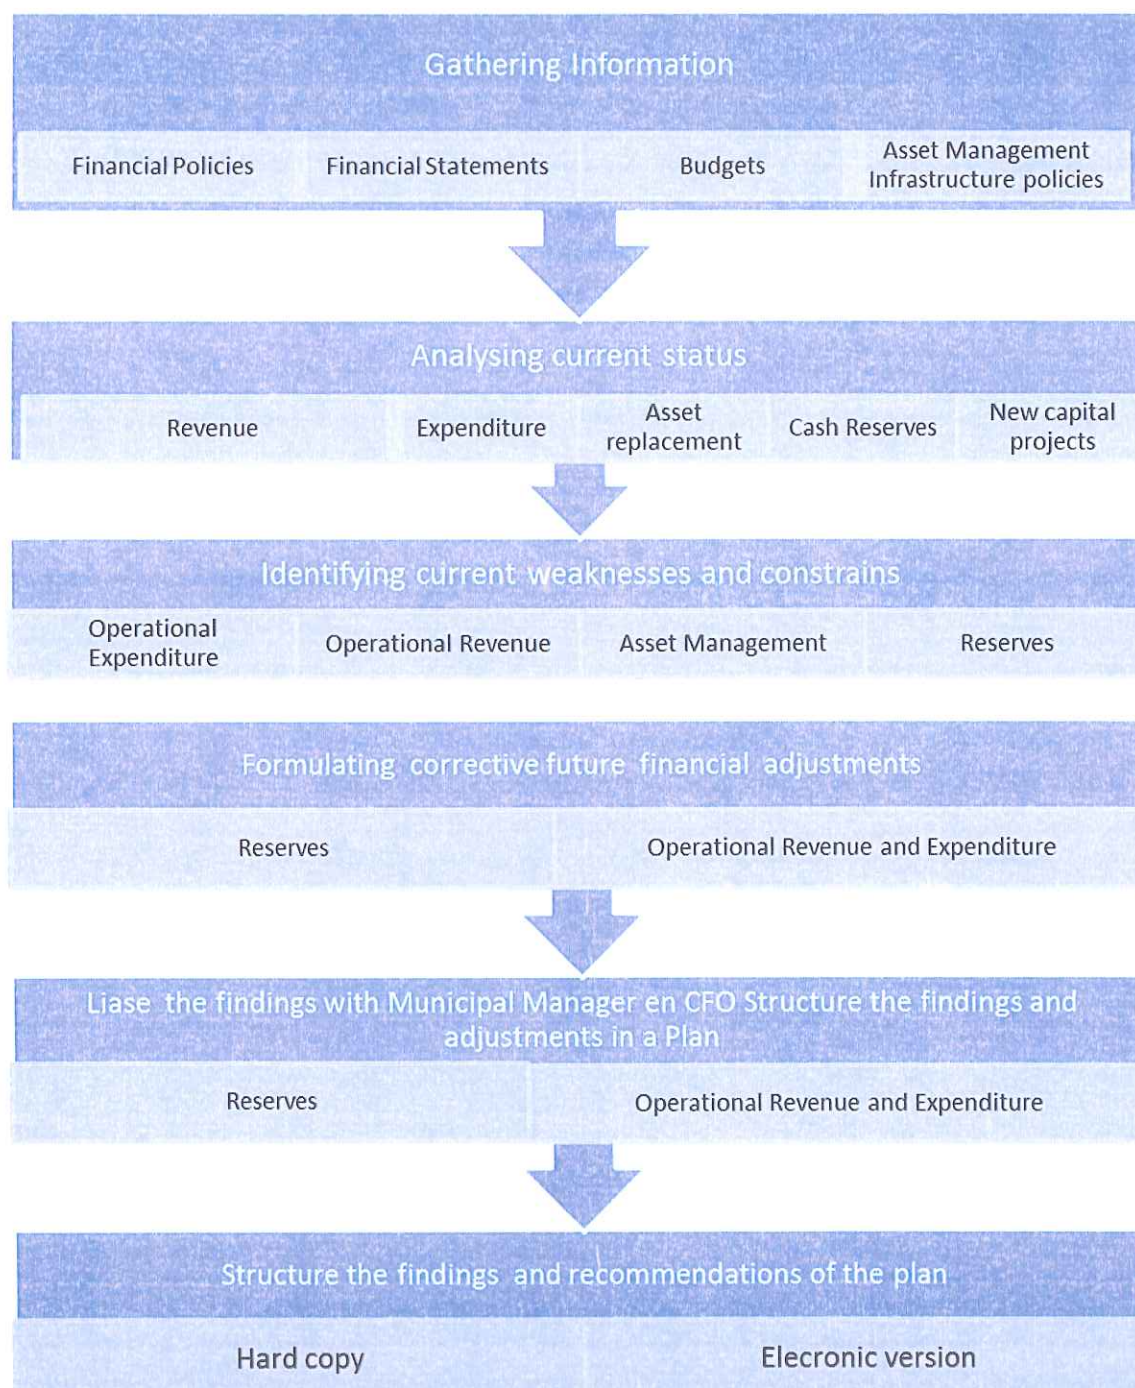 Gathering Information
Financial Policies
Financial Statements
Budgets
Asset Management
Infrastructure policies
Analysing current status
Revenue
Expenditure
Asset
replacement
Cash Reserves
New capital
projects
Identifying current weaknesses and constrains
Operational
Expenditure
Operational Revenue
Asset Management
Reserves
Formulating corrective future financial adjustments
Reserves
Operational Revenue and Expenditure
Liase the findings with Municipal Manager en CFO Structure the findings and
adjustments in a Plan
Reserves
Operational Revenue and Expenditure
Structure the findings and recommendations of the plan
Hard copy
Elecronic version